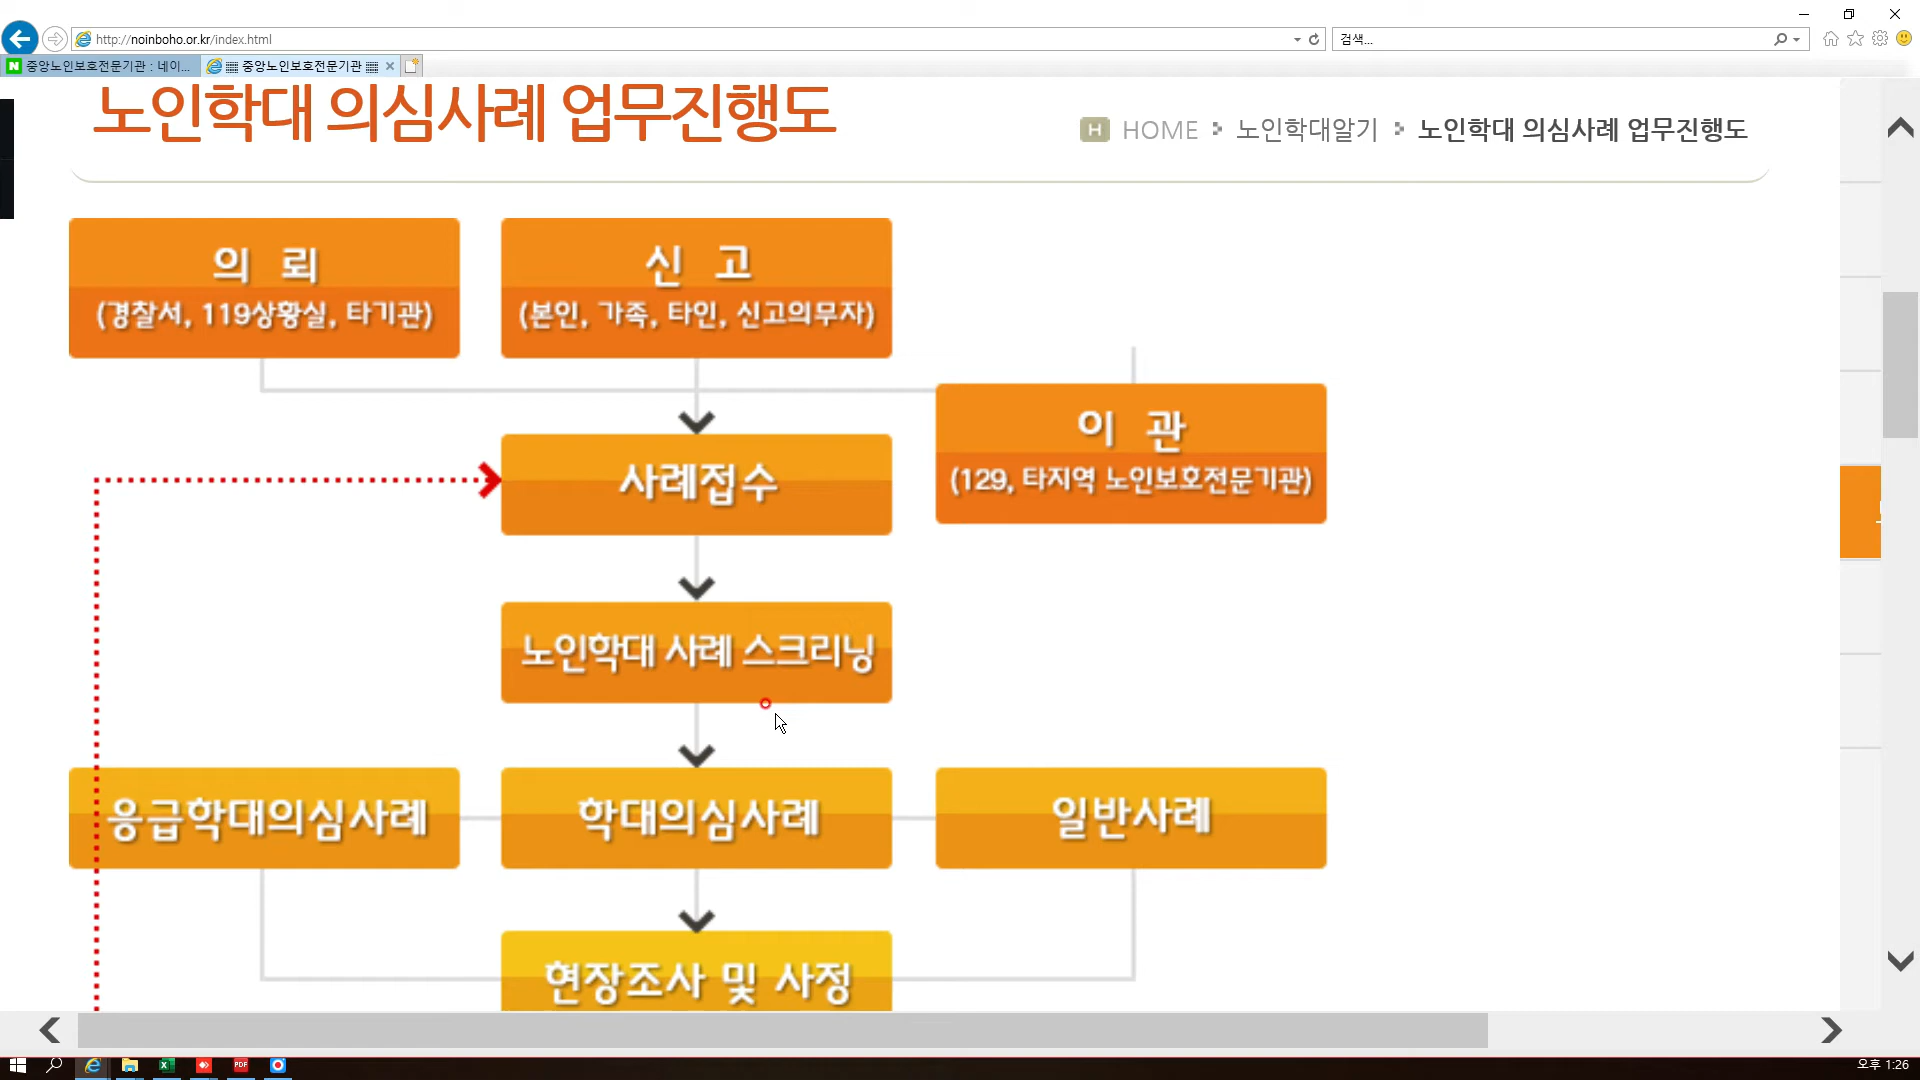 http://noinboho.or.kr/index.html
검색...
N 중앙노인보호전문기관 : 네이...
중앙노인보호전문기관
노인학대 의심사례 업무진행도
H HOME 노인학대알기 노인학대 의심사례 업무진행도
의 뢰
(경찰서, 119상황실, 타기관)
신 고
(본인, 가족, 타인, 신고의무자)
이 관
(129, 타지역 노인보호전문기관)
사례접수
노인학대 사례 스크리닝
응급학대의심사례
학대의심사례
일반사례
현장조사 및 사정
PDF
오후 1:26